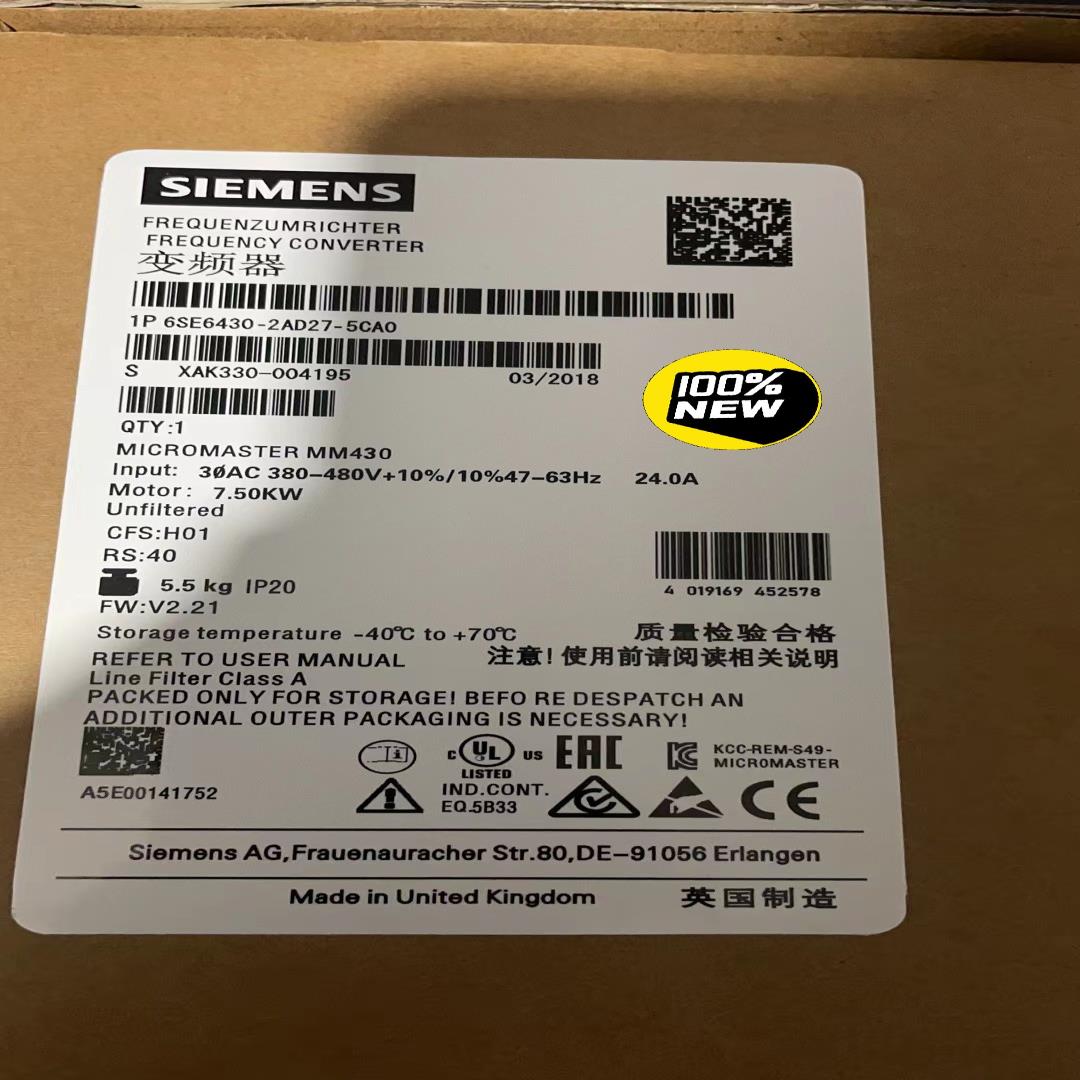 SIEMENS
FREQUENZUMRICHTER
FREQUENCY CONVERTER
变频器
1P 6SE6430-2AD27-5CA0
S XAK330-004195 03/2018
100%
NEW
QTY:1
MICROMASTER MM430
Input: 3ØAC 380-480V+10%/10%47-63Hz 24.0A
Motor: 7.50KW
Unfiltered
CFS:H01
RS:40
5.5 kg IP20
4 019169 452578
FW:V2.21
Storage temperature -40℃ to +70℃ 质量检验合格
REFER TO USER MANUAL 注意!使用前请阅读相关说明
Line Filter Class A
PACKED ONLY FOR STORAGE! BEFO RE DESPATCH AN
ADDITIONAL OUTER PACKAGING IS NECESSARY!
A5E00141752
C UL US
LISTED
IND.CONT.
EQ.5B33
EAC
KCC-REM-S49-
MICROMASTER
CE
Siemens AG,Frauenauracher Str.80,DE-91056 Erlangen
Made in United Kingdom 英国制造